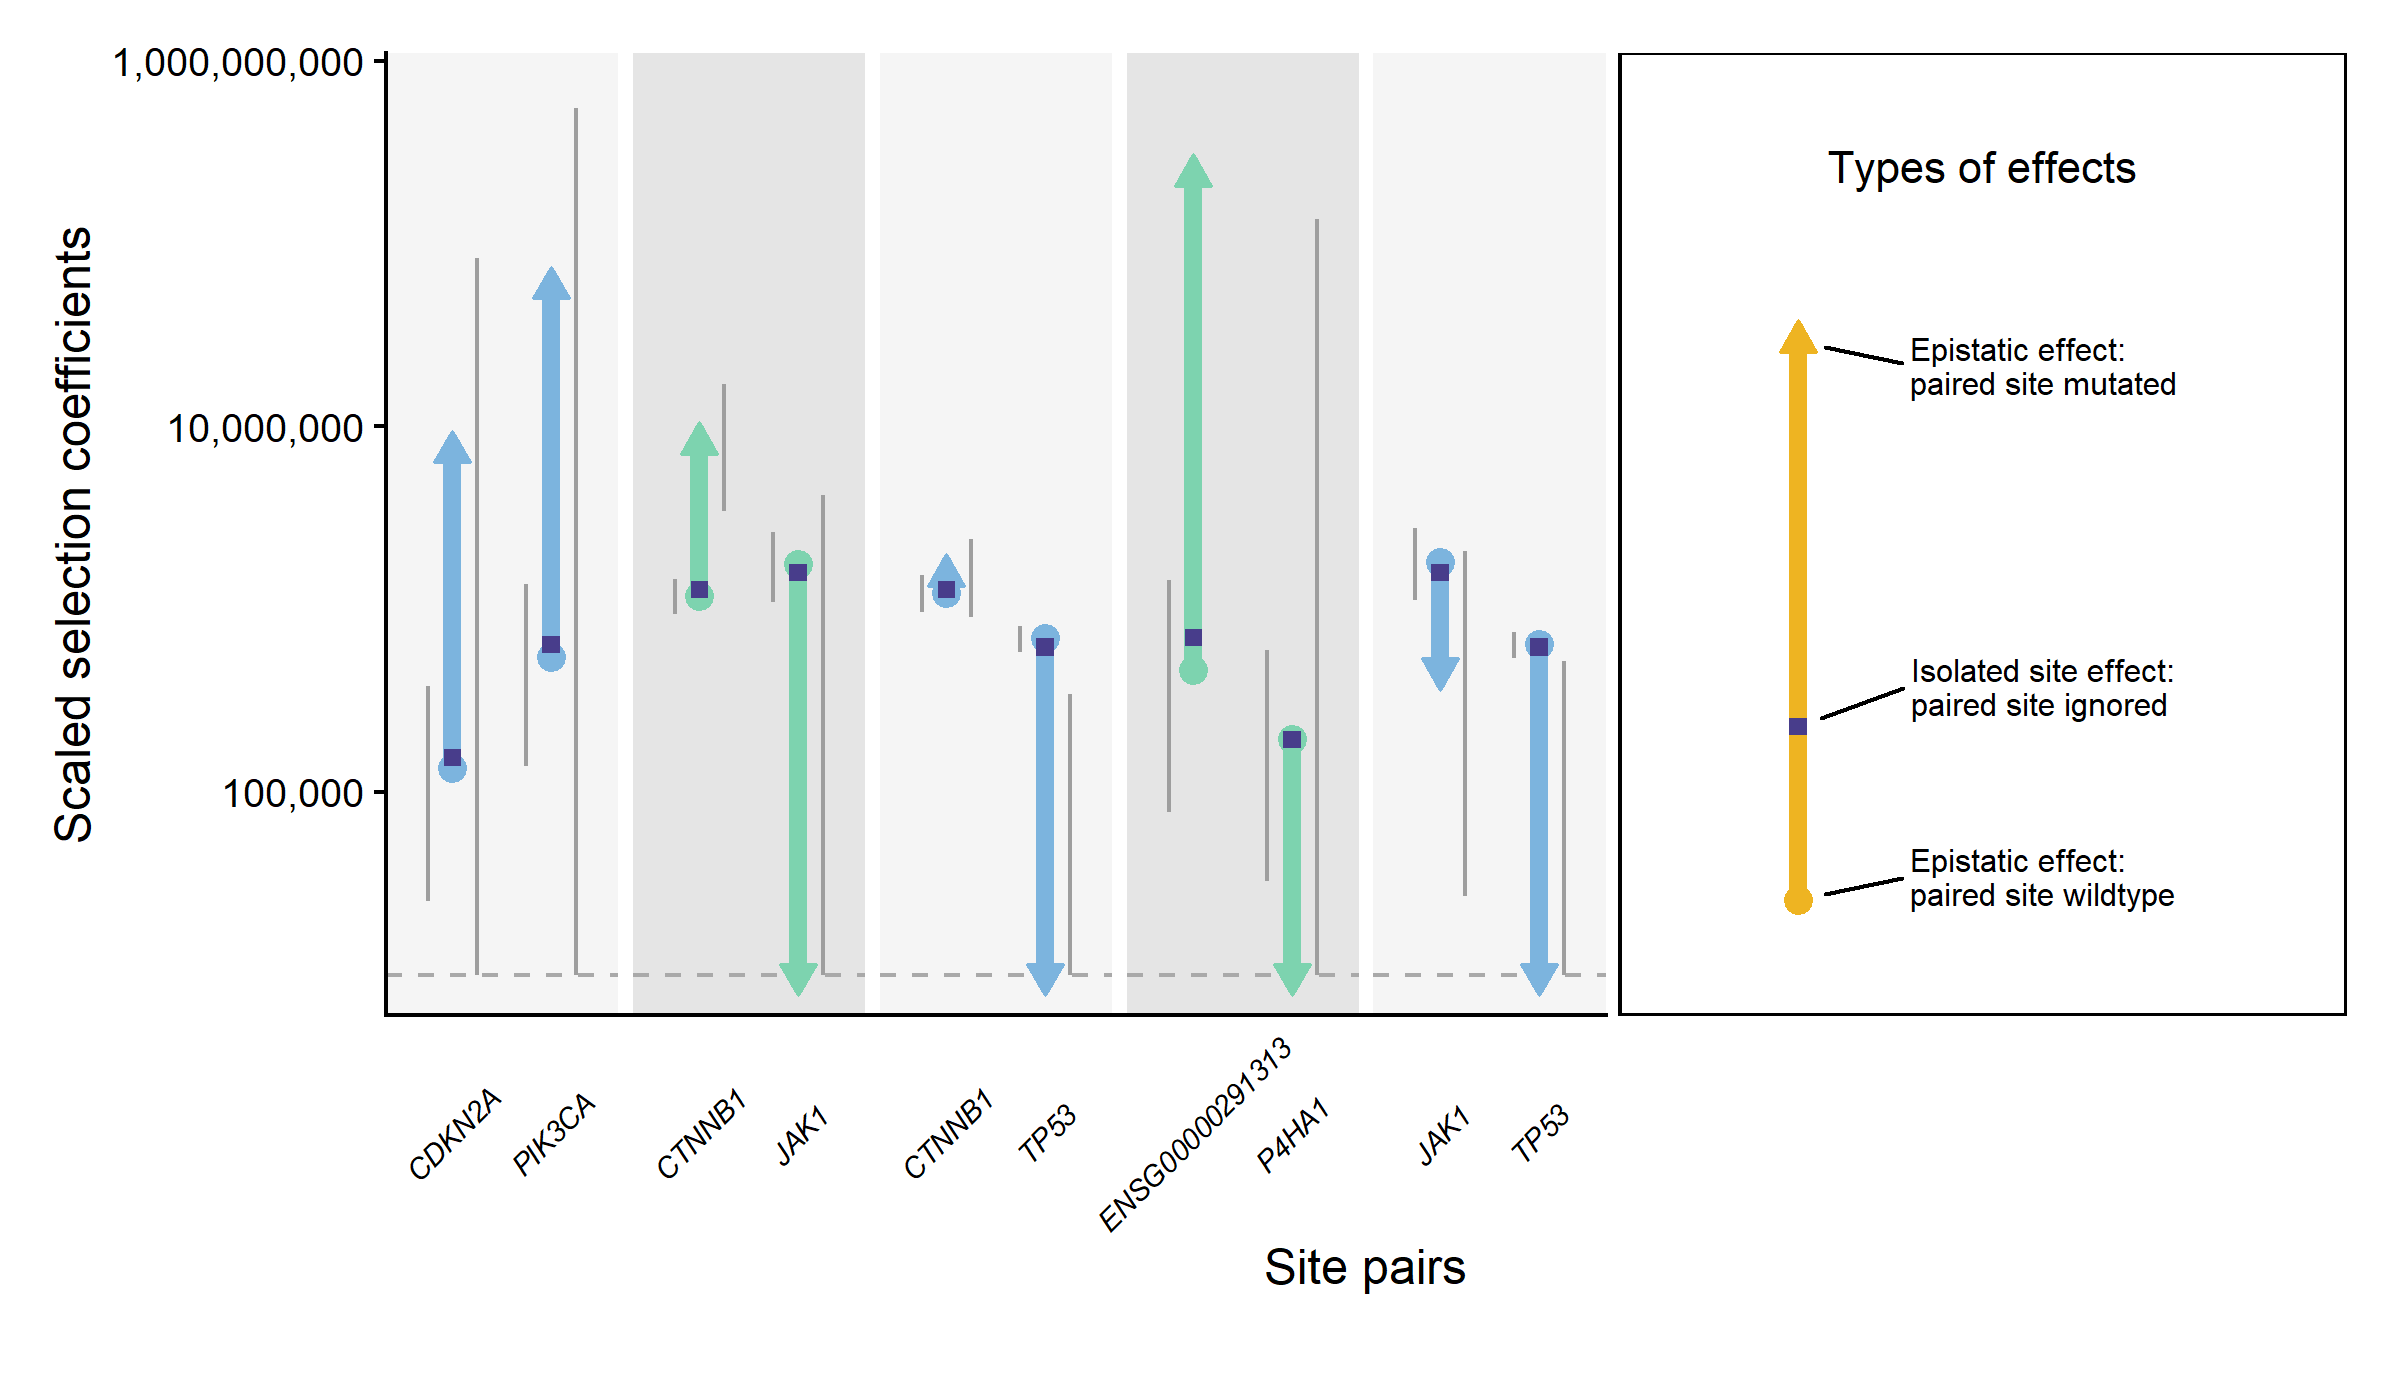 Scaled selection coefficients
1,000,000,000
10,000,000
100,000
CDKN2A
PIK3CA
CTNNB1
JAK1
CTNNB1
TP53
ENSG00000291313
P4HA1
JAK1
TP53
Site pairs
Types of effects
Epistatic effect:
paired site mutated
Isolated site effect:
paired site ignored
Epistatic effect:
paired site wildtype